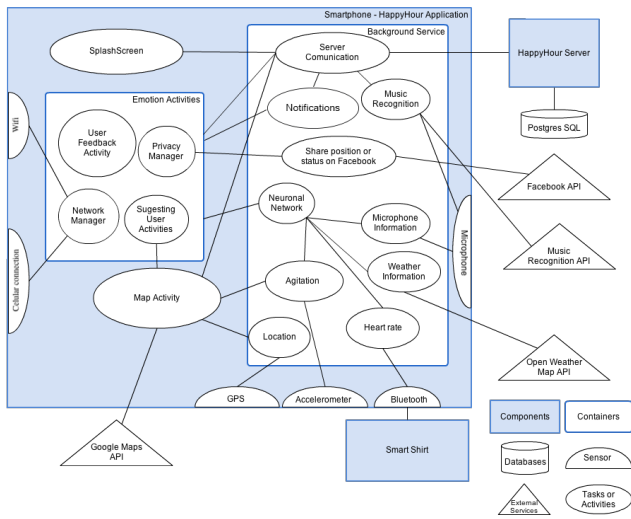 Smartphone - HappyHour Application
Background Service
SplashScreen
Server
Comunication
HappyHour Server
Emotion Activities
Notifications
Music
Recognition
Postgres SQL
Wifi
User
Feedback
Activity
Privacy
Manager
Share position or
status on Facebook
Facebook API
Network
Manager
Sugesting
User
Activities
Neuronal
Network
Microphone
Information
Microphone
Music
Recognition API
Celular connection
Map Activity
Agitation
Weather
Information
Location
Heart rate
Open Weather
Map API
GPS
Accelerometer
Bluetooth
Google Maps
API
Smart Shirt
Components
Containers
Databases
Sensor
External
Services
Tasks or
Activities